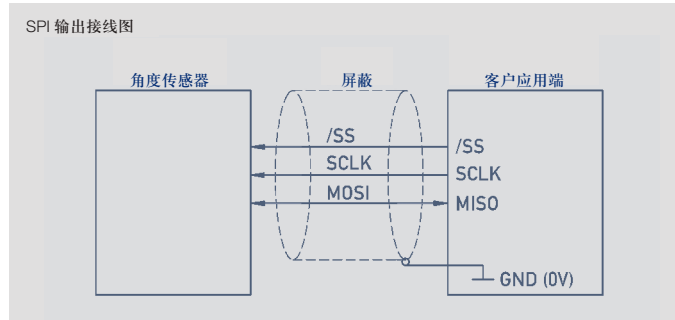 SPI 输出接线图
角度传感器
屏蔽
客户应用端
/SS
/SS
SCLK
SCLK
MOSI
MISO
GND (0V)